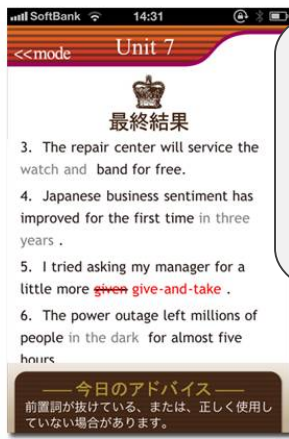 SoftBank 14:31
<<mode Unit 7
最終結果
3. The repair center will service the
watch and band for free.
4. Japanese business sentiment has
improved for the first time in three
years .
5. I tried asking my manager for a
little more given give-and-take .
6. The power outage left millions of
people in the dark for almost five
hours
今日のアドバイス
前置詞が抜けている、または、正しく使用し
ていない場合があります。